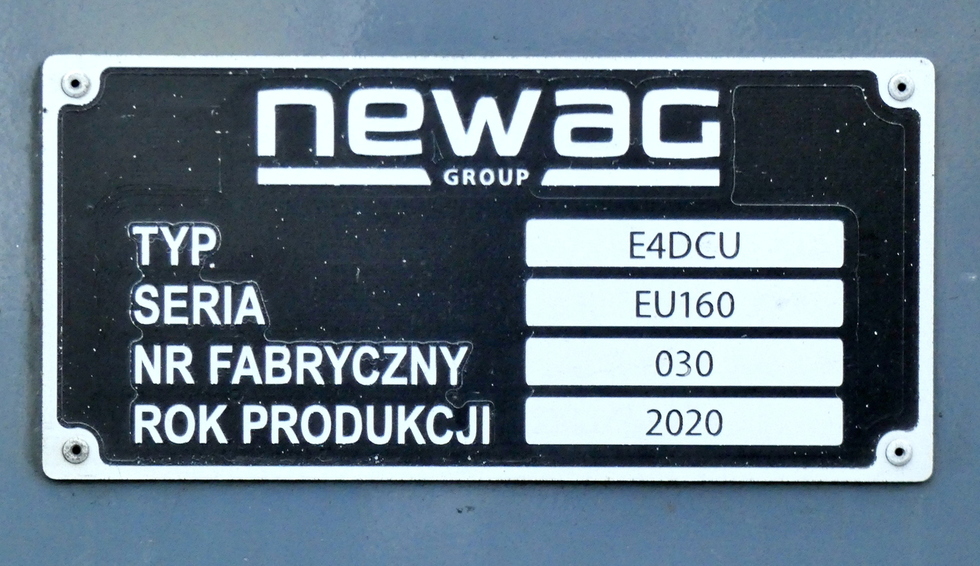 newag
GROUP
TYP E4DCU
SERIA EU160
NR FABRYCZNY 030
ROK PRODUKCJI 2020